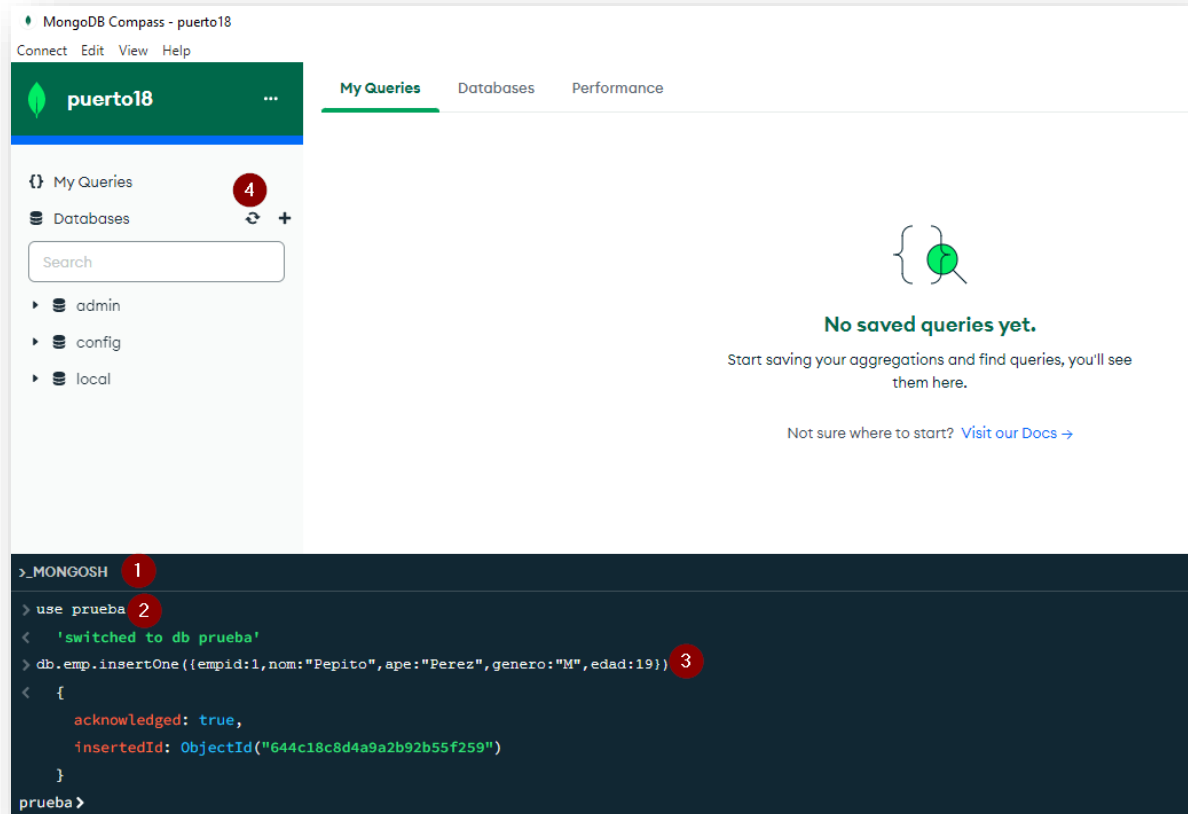 MongoDB Compass - puerto18
Connect Edit View Help
puerto18 ...
My Queries Databases Performance
{} My Queries
4
Databases
Search
admin
config
local
No saved queries yet.
Start saving your aggregations and find queries, you'll see
them here.
Not sure where to start? Visit our Docs →
>_MONGOSH 1
> use prueba 2
< 'switched to db prueba'
> db.emp.insertOne({empid:1,nom:"Pepito",ape:"Perez",genero:"M",edad:19}) 3
< {
acknowledged: true,
insertedId: ObjectId("644c18c8d4a9a2b92b55f259")
}
prueba>